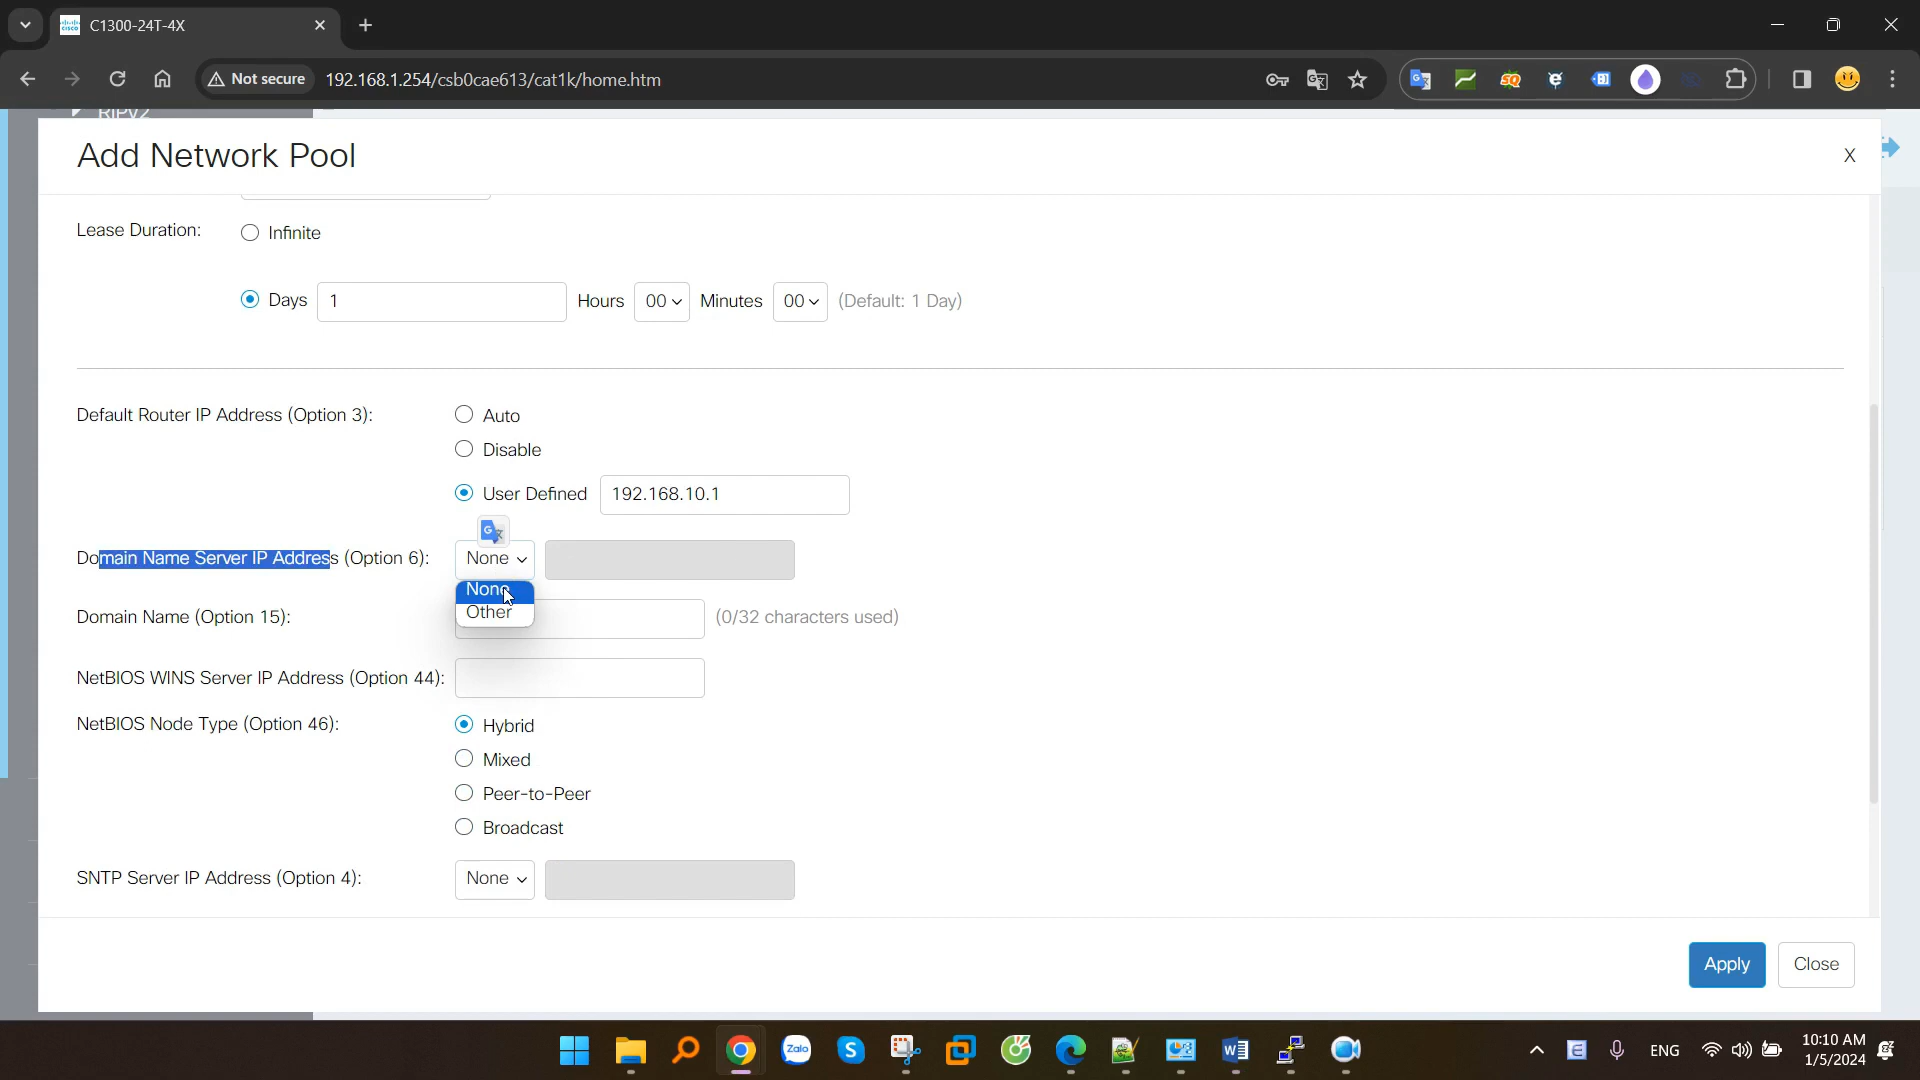 C1300-24T-4X
Not secure 192.168.1.254/csb0cae613/cat1k/home.htm
RIPv2
Add Network Pool X
Lease Duration: Infinite
Days 1 Hours 00 Minutes 00 (Default: 1 Day)
Default Router IP Address (Option 3): Auto
Disable
User Defined 192.168.10.1
Domain Name Server IP Address (Option 6): None
None
Other
Domain Name (Option 15): (0/32 characters used)
NetBIOS WINS Server IP Address (Option 44):
NetBIOS Node Type (Option 46): Hybrid
Mixed
Peer-to-Peer
Broadcast
SNTP Server IP Address (Option 4): None
Apply Close
Zalo
ENG 10:10 AM
1/5/2024